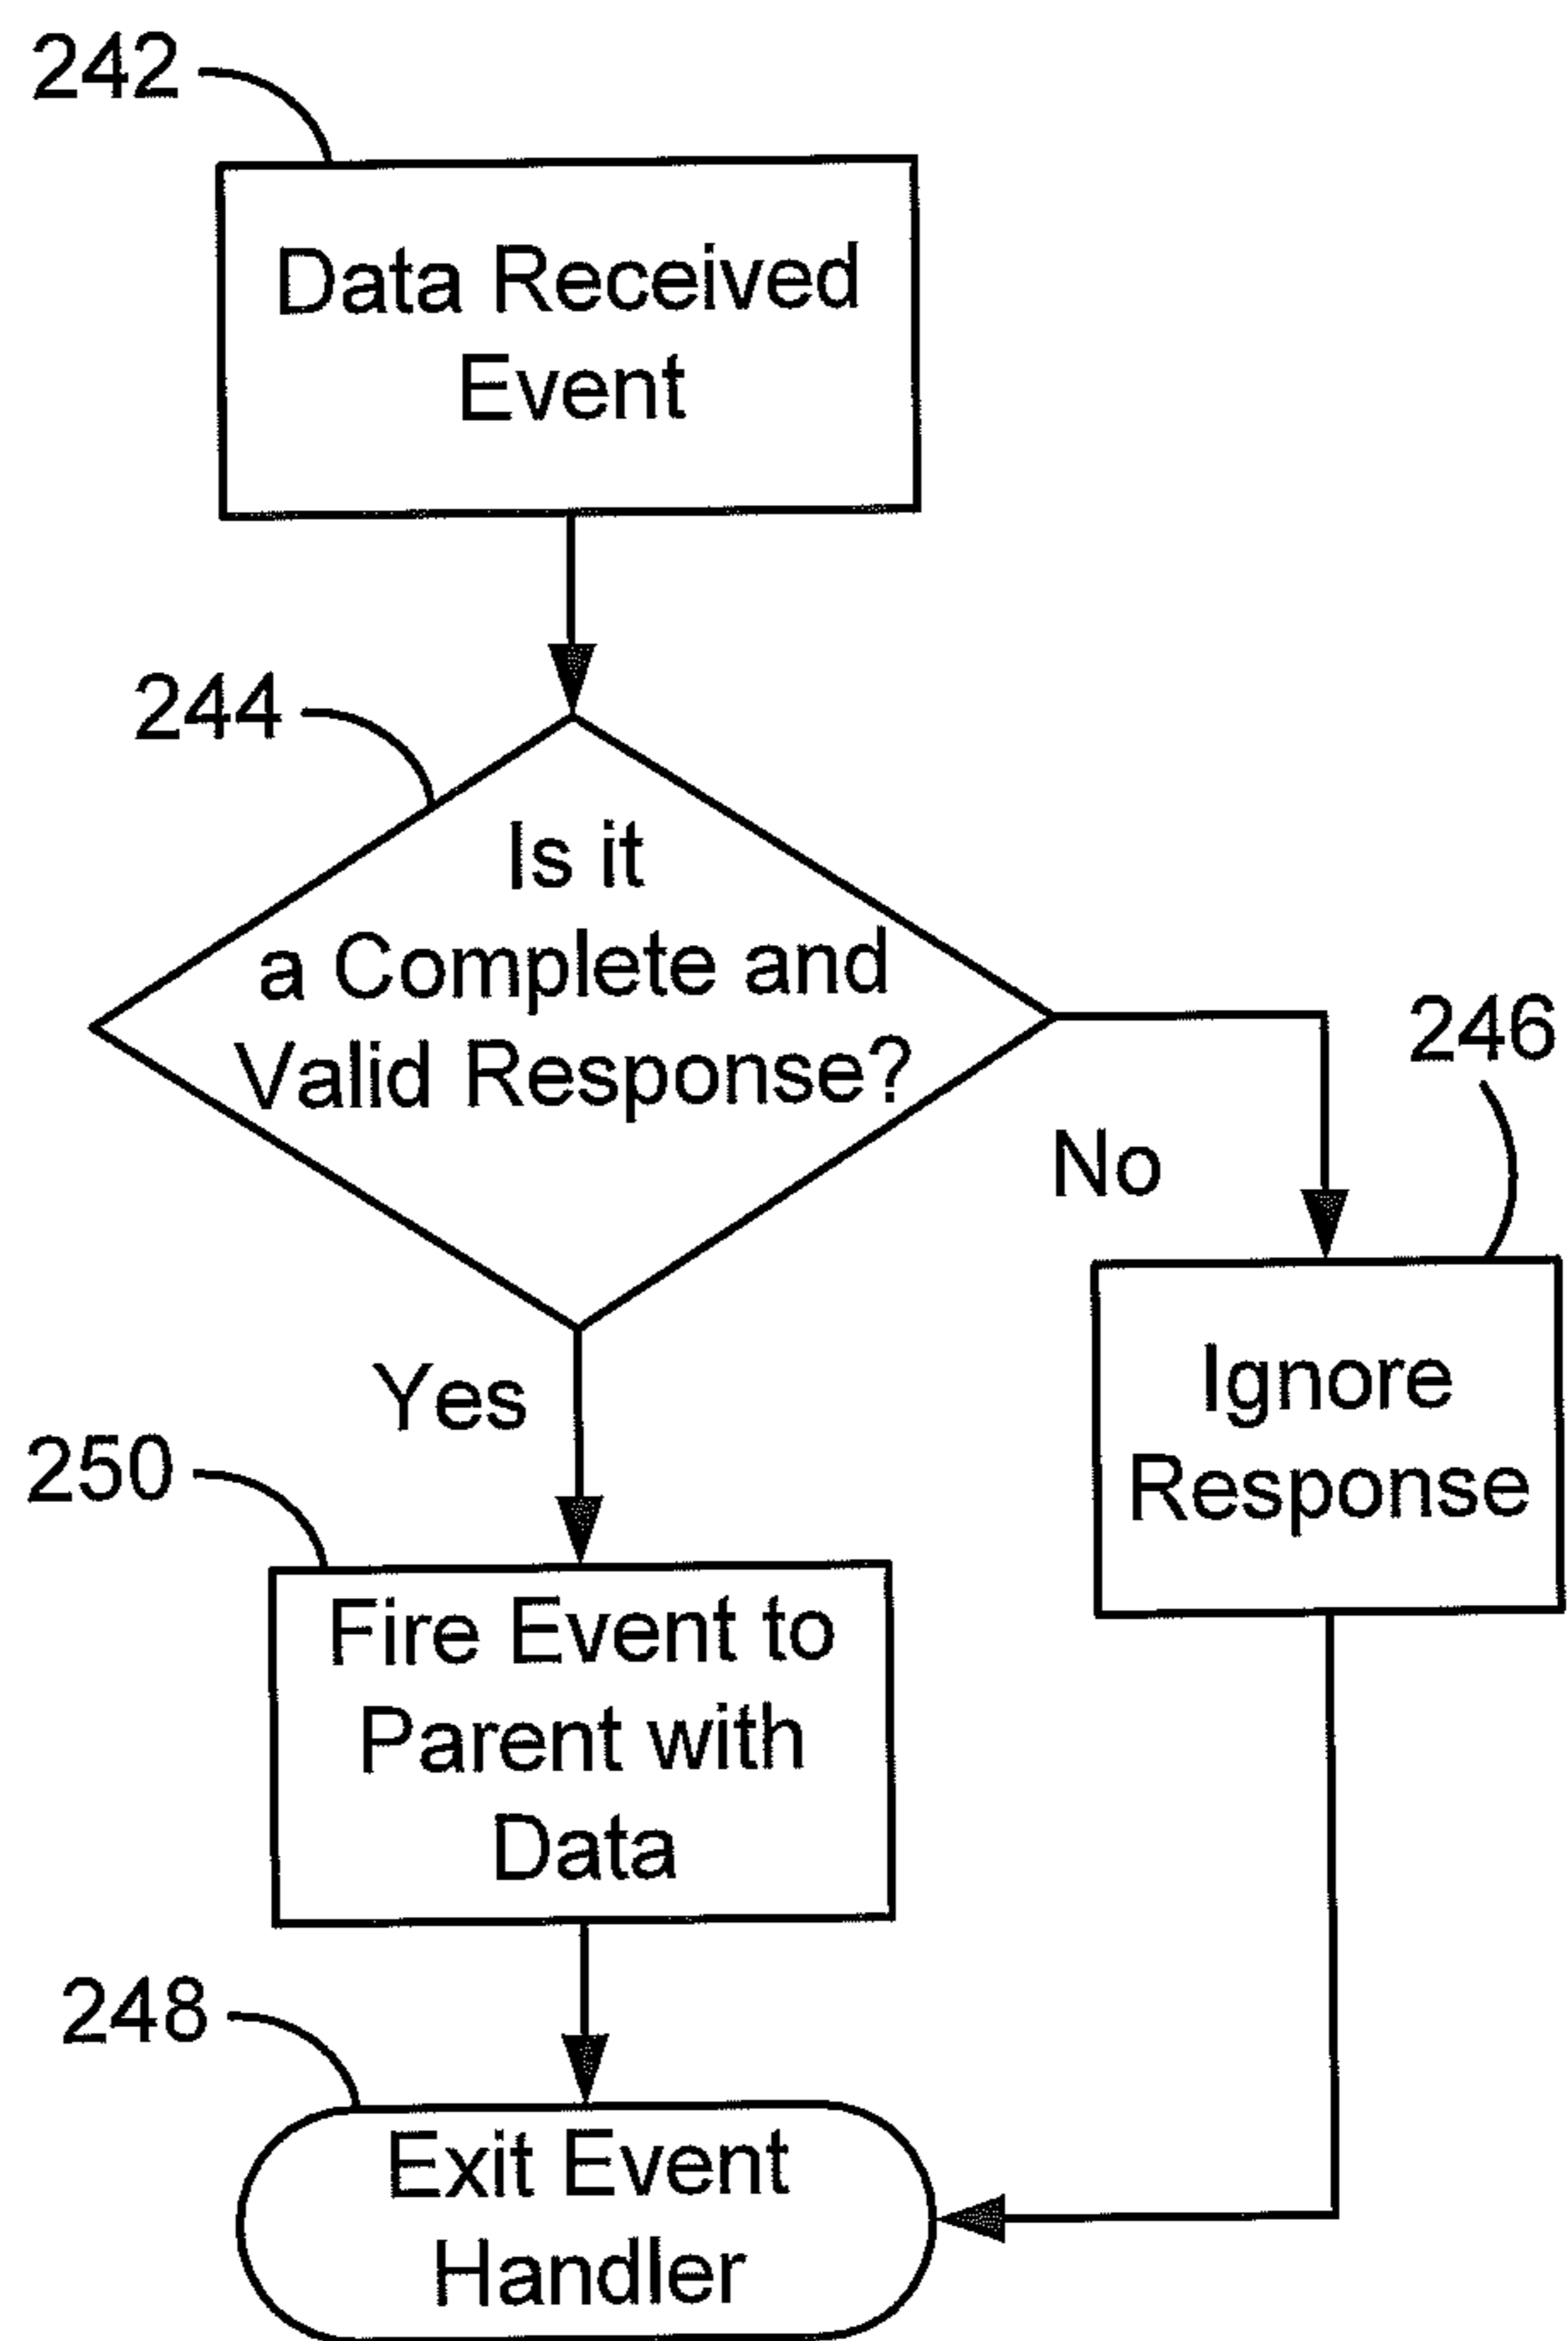 242
Data Received
Event
244
Is it
a Complete and
Valid Response?
246
No
Ignore
Response
Yes
250
Fire Event to
Parent with
Data
248
Exit Event
Handler